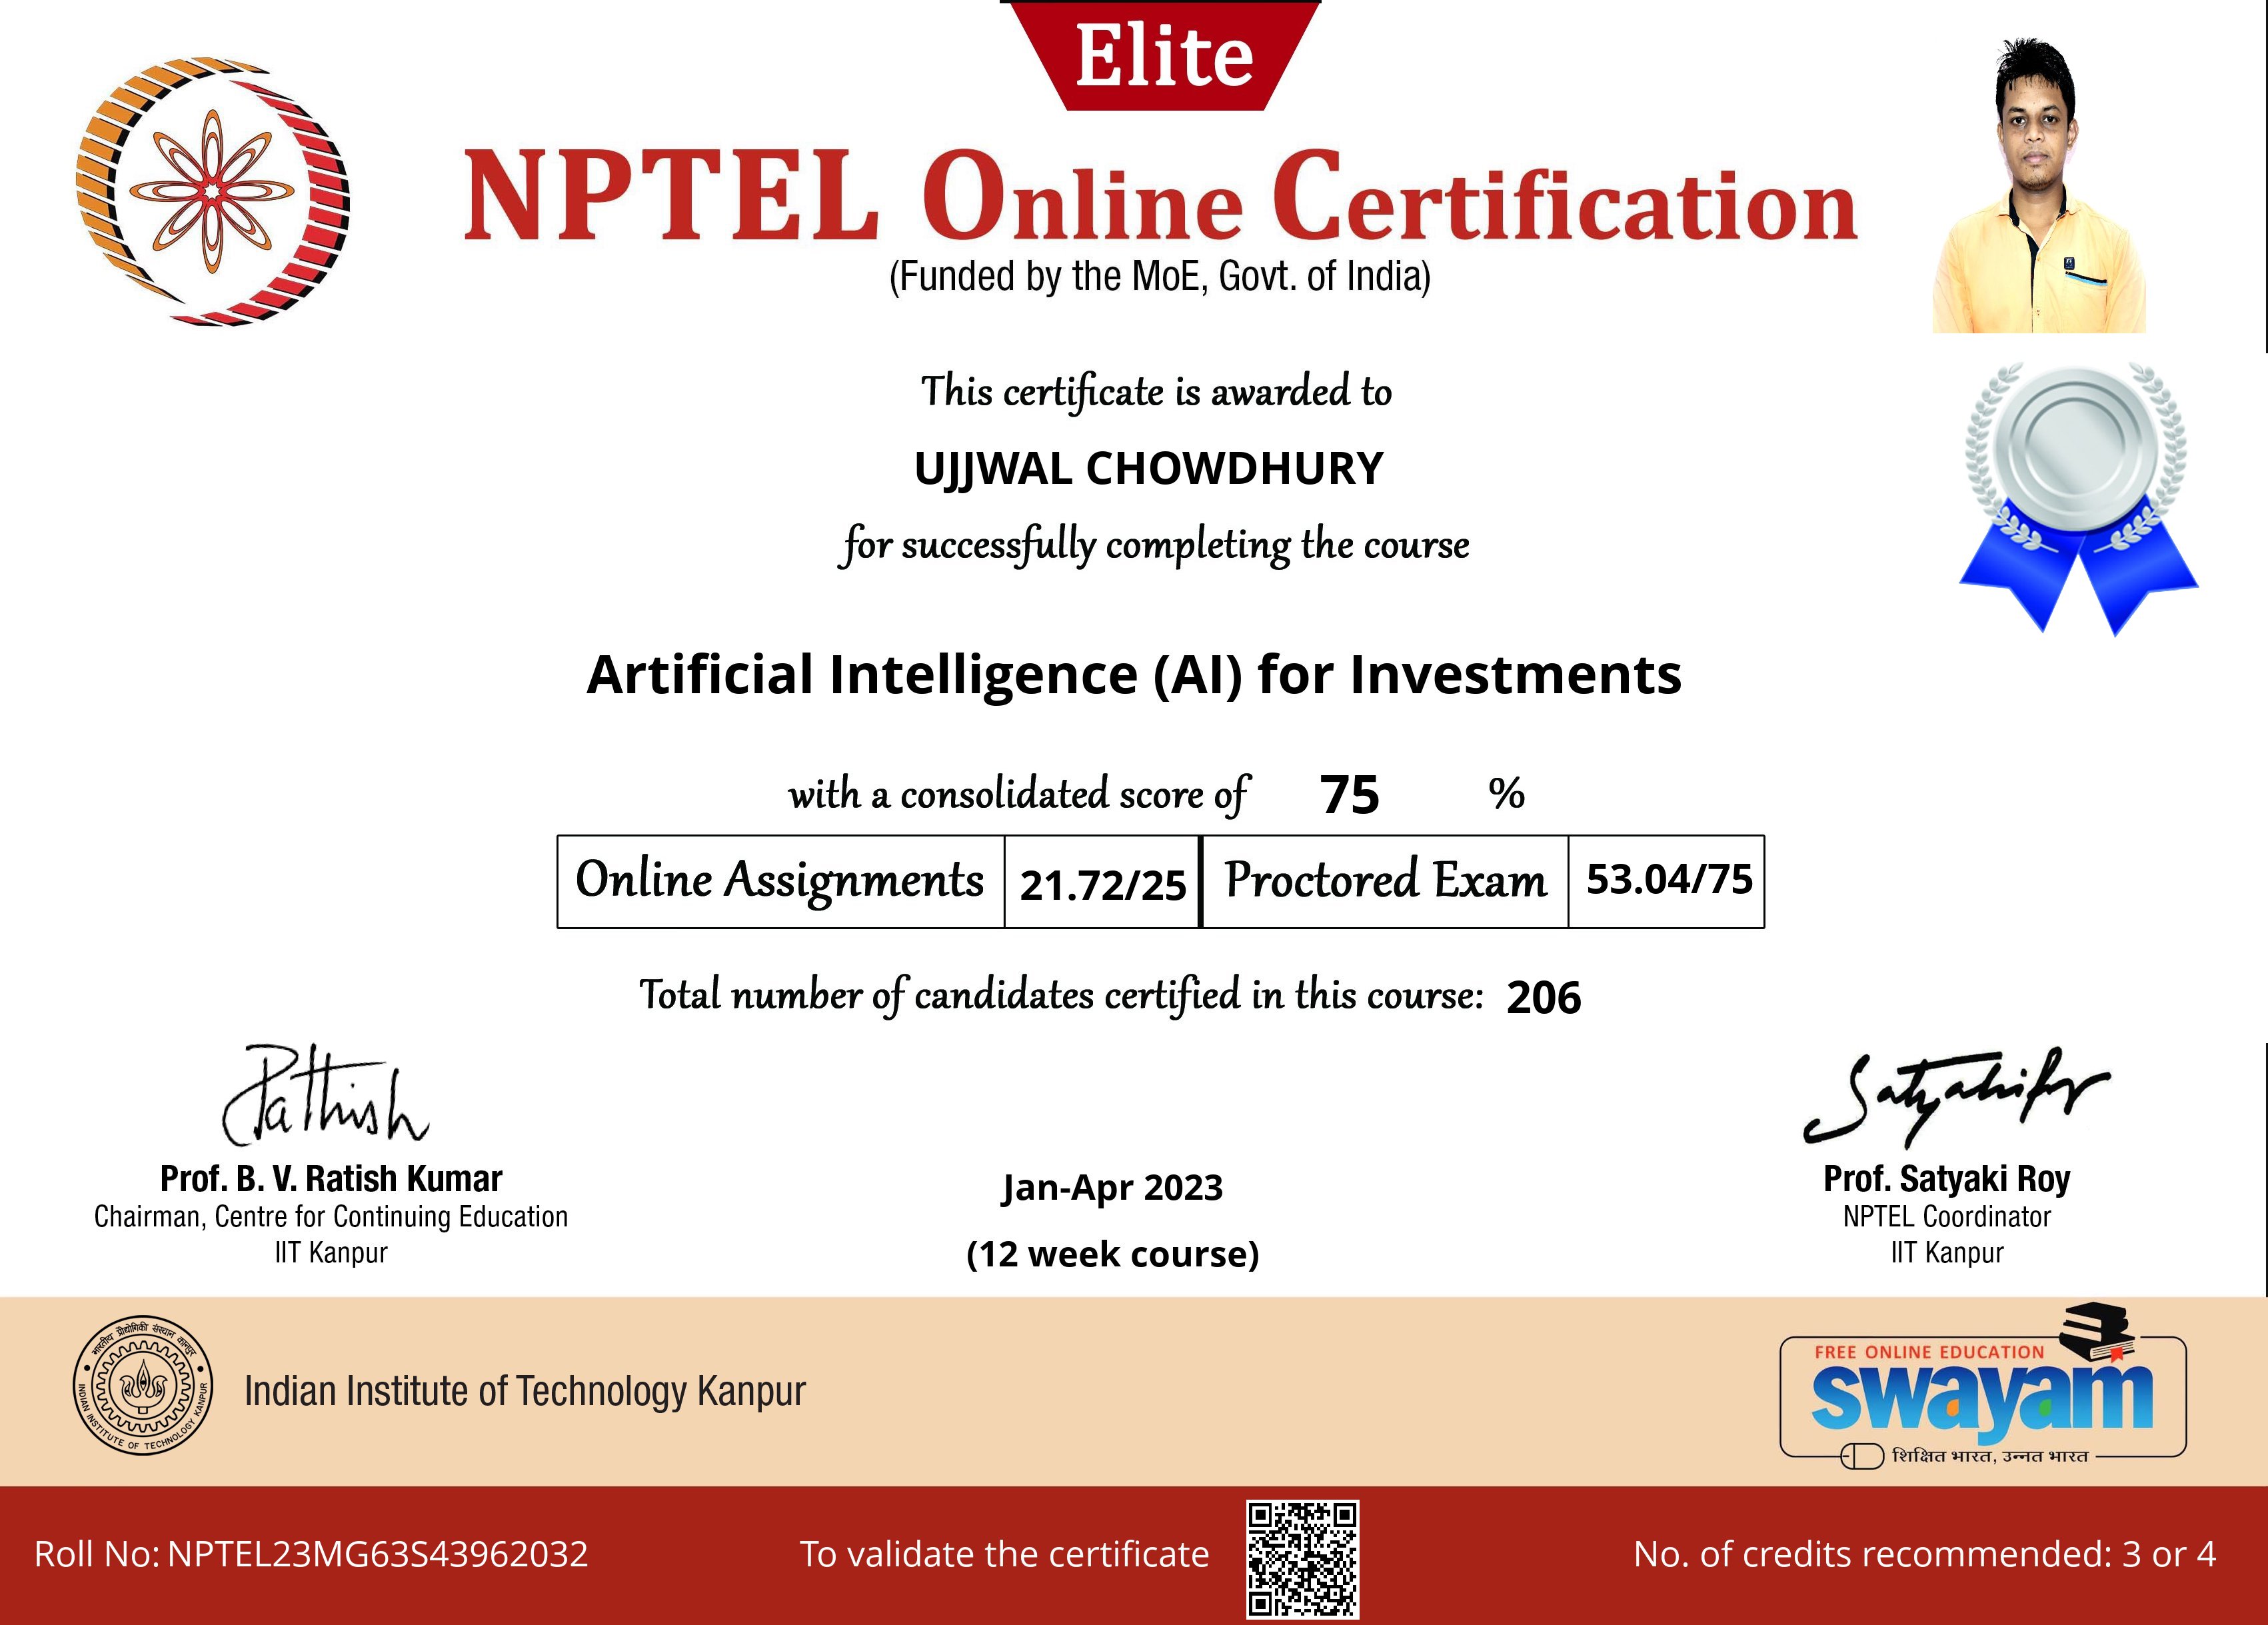 Elite
NPTEL Online Certification
(Funded by the MoE, Govt. of India)
This certificate is awarded to
UJJWAL CHOWDHURY
for successfully completing the course
Artificial Intelligence (AI) for Investments
with a consolidated score of 75 %
Online Assignments 21.72/25 Proctored Exam 53.04/75
Total number of candidates certified in this course: 206
Prof. B. V. Ratish Kumar
Chairman, Centre for Continuing Education
IIT Kanpur
Jan-Apr 2023
(12 week course)
Prof. Satyaki Roy
NPTEL Coordinator
IIT Kanpur
भारतीय प्रौद्योगिकी संस्थान कानपुर
INDIAN INSTITUTE OF TECHNOLOGY KANPUR
Indian Institute of Technology Kanpur
FREE ONLINE EDUCATION
swayam
शिक्षित भारत, उन्नत भारत
Roll No: NPTEL23MG63S43962032
To validate the certificate
No. of credits recommended: 3 or 4